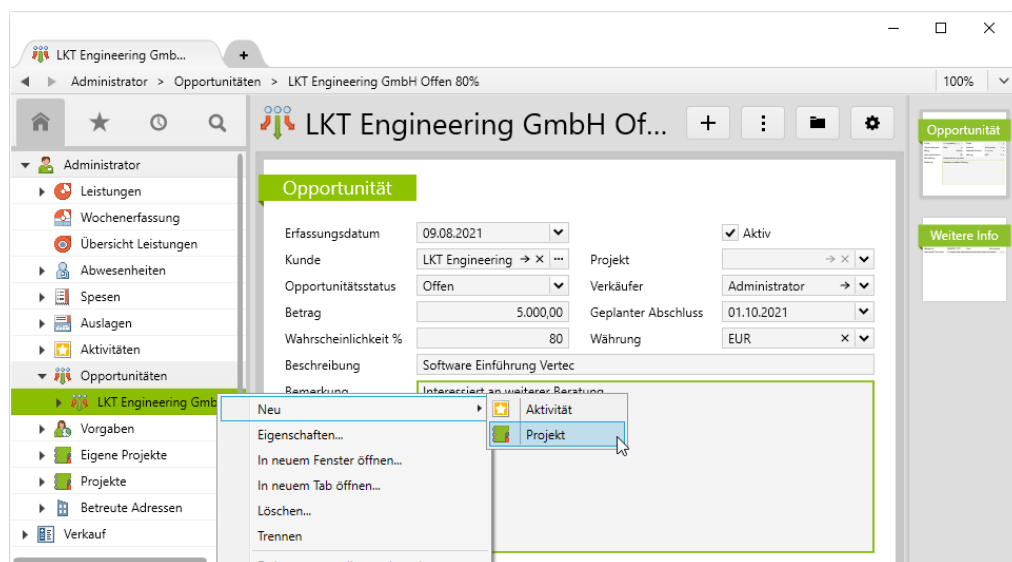 LKT Engineering Gmb...
Administrator > Opportunitäten > LKT Engineering GmbH Offen 80%
100%
LKT Engineering GmbH Of...
Administrator
Leistungen
Wochenerfassung
Übersicht Leistungen
Abwesenheiten
Spesen
Auslagen
Aktivitäten
Opportunitäten
LKT Engineering Gmb
Vorgaben
Eigene Projekte
Projekte
Betreute Adressen
Verkauf
Opportunität
Erfassungsdatum 09.08.2021 Aktiv
Kunde LKT Engineering Projekt
Opportunitätsstatus Offen Verkäufer Administrator
Betrag 5.000,00 Geplanter Abschluss 01.10.2021
Wahrscheinlichkeit % 80 Währung EUR
Beschreibung Software Einführung Vertec
Bemerkung Interessiert an weiterer Beratung
Neu
Eigenschaften...
In neuem Fenster öffnen...
In neuem Tab öffnen...
Löschen...
Trennen
Aktivität
Projekt
Opportunität
Weitere Info